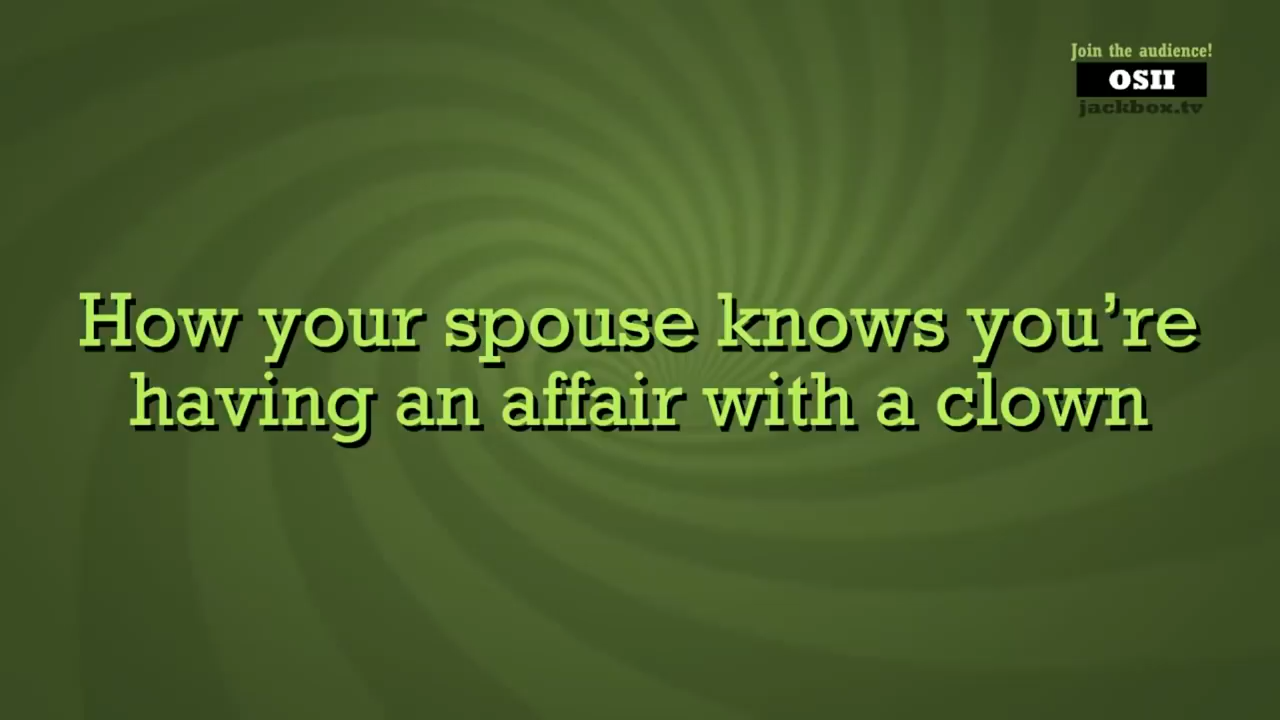 Join the audience!
OSII
jackbox.tv
How your spouse knows you're
having an affair with a clown